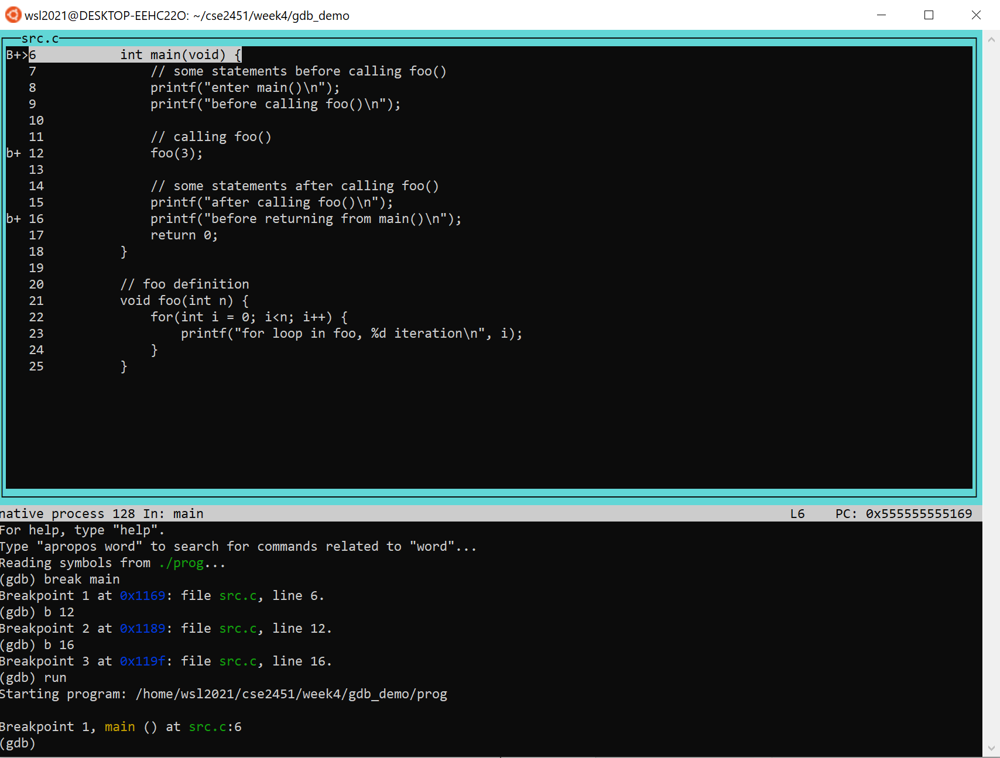 wsl2021@DESKTOP-EEHC22O: ~/cse2451/week4/gdb_demo
src.c
B+>6           int main(void) {
   7               // some statements before calling foo()
   8               printf("enter main()\n");
   9               printf("before calling foo()\n");
   10
   11              // calling foo()
b+ 12              foo(3);
   13
   14              // some statements after calling foo()
   15              printf("after calling foo()\n");
b+ 16              printf("before returning from main()\n");
   17              return 0;
   18          }
   19
   20          // foo definition
   21          void foo(int n) {
   22              for(int i = 0; i<n; i++) {
   23                  printf("for loop in foo, %d iteration\n", i);
   24              }
   25          }
native process 128 In: main L6 PC: 0x555555555169
For help, type "help".
Type "apropos word" to search for commands related to "word"...
Reading symbols from ./prog...
(gdb) break main
Breakpoint 1 at 0x1169: file src.c, line 6.
(gdb) b 12
Breakpoint 2 at 0x1189: file src.c, line 12.
(gdb) b 16
Breakpoint 3 at 0x119f: file src.c, line 16.
(gdb) run
Starting program: /home/wsl2021/cse2451/week4/gdb_demo/prog
Breakpoint 1, main () at src.c:6
(gdb)